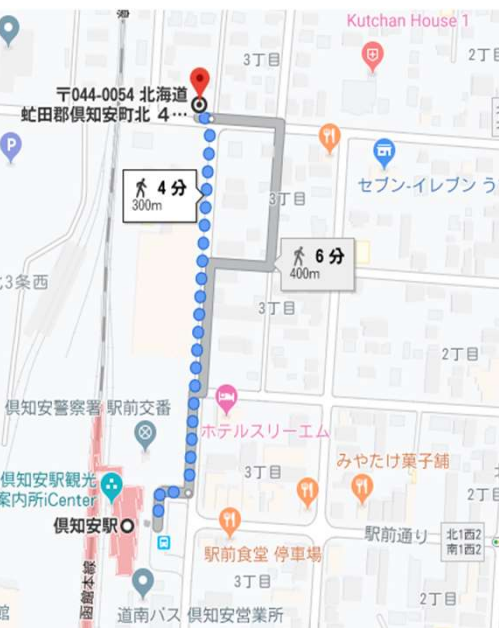 Kutchan House 1
3丁目
2丁
〒044-0054 北海道
虻田郡倶知安町北 4…
P
セブン-イレブン う
4 分
300m
3丁目
6 分
400m
北3条西
3丁目
2丁目
倶知安警察署 駅前交番
ホテルスリーエム
みやたけ菓子舗
倶知安駅観光
案内所iCenter
3丁目
2丁目
倶知安駅
駅前通り
北1西2
南1西2
駅前食堂 停車場
函館本線
3丁目
道南バス 倶知安営業所
2丁目
館